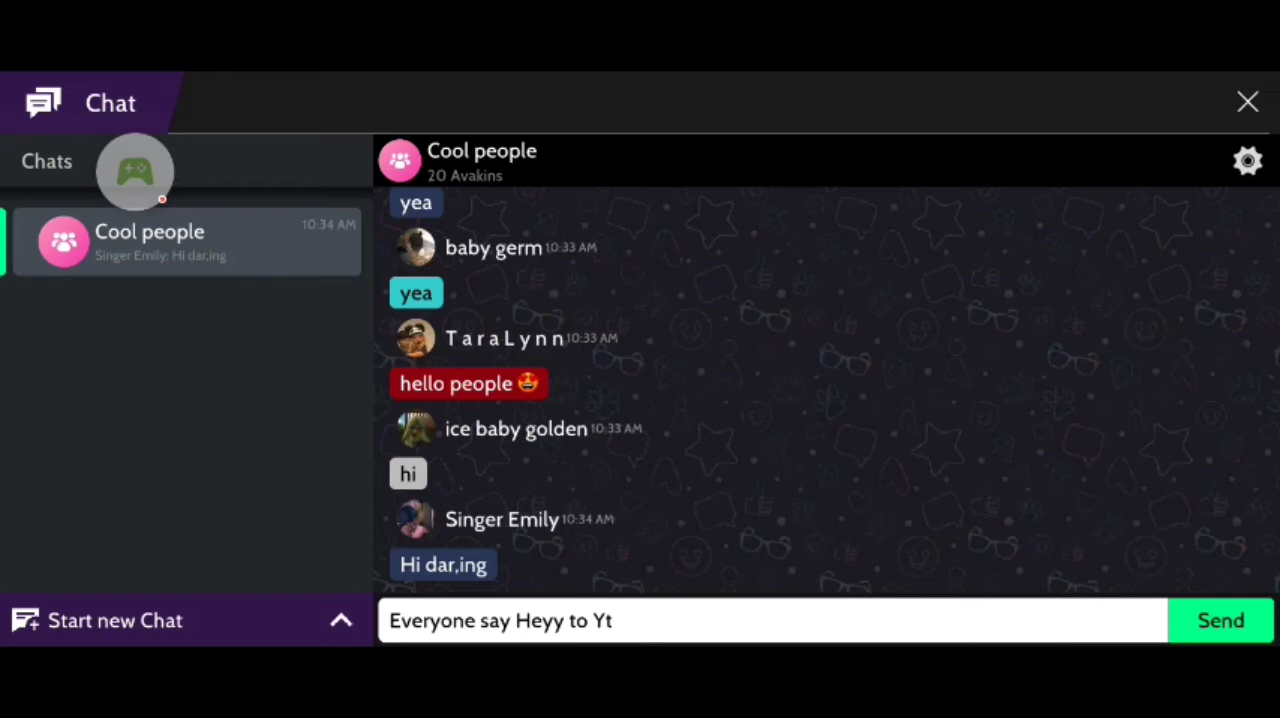 Chat
Chats
Cool people
10:34 AM
Singer Emily: Hi dar,ing
Start new Chat
Cool people
20 Avakins
yea
baby germ 10:33 AM
yea
T a r a L y n n 10:33 AM
hello people 🤩
ice baby golden 10:33 AM
hi
Singer Emily 10:34 AM
Hi dar,ing
Everyone say Heyy to Yt
Send